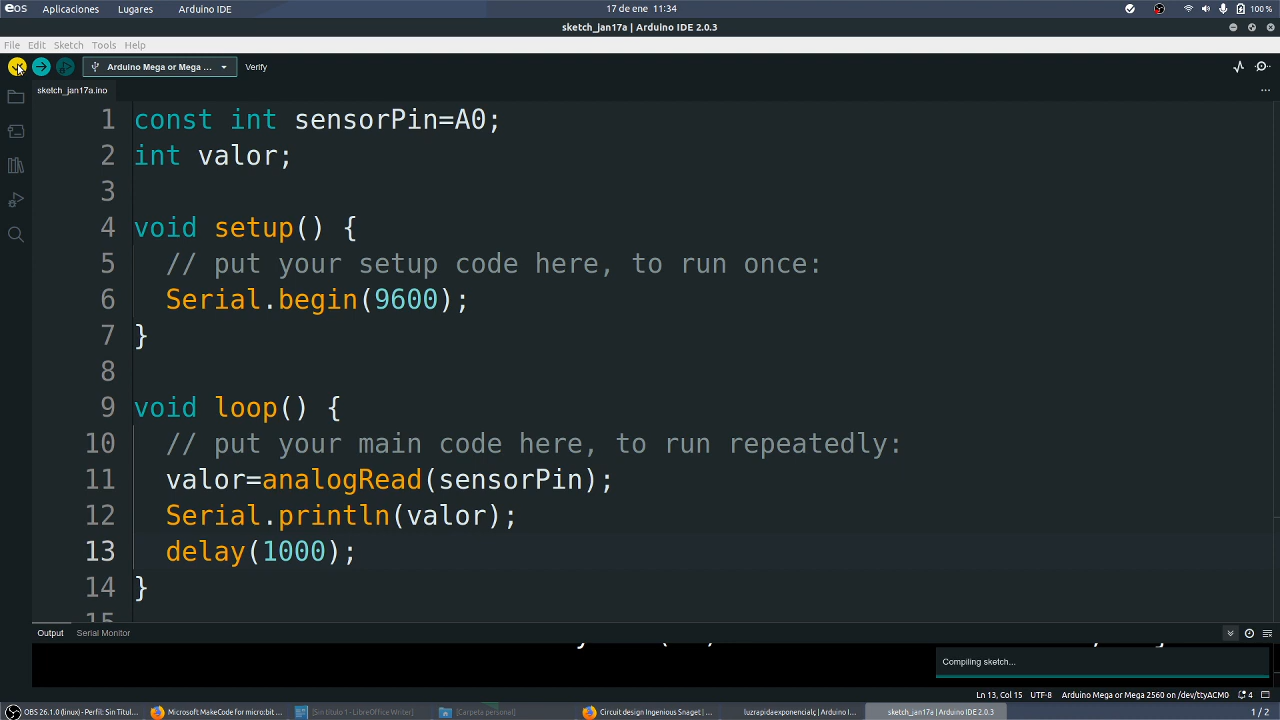 eos Aplicaciones Lugares Arduino IDE 17 de ene 11:34 100 %
sketch_jan17a | Arduino IDE 2.0.3
File Edit Sketch Tools Help
Arduino Mega or Mega ... Verify
sketch_jan17a.ino
1 const int sensorPin=A0;
2 int valor;
3
4 void setup() {
5 // put your setup code here, to run once:
6 Serial.begin(9600);
7 }
8
9 void loop() {
10 // put your main code here, to run repeatedly:
11 valor=analogRead(sensorPin);
12 Serial.println(valor);
13 delay(1000);
14 }
15
Output Serial Monitor
Compiling sketch...
Ln 13, Col 15 UTF-8 Arduino Mega or Mega 2560 on /dev/ttyACM0 4
OBS 26.1.0 (linux) - Perfil: Sin Titul... Microsoft MakeCode for micro:bit ... [Sin título 1 - LibreOffice Writer] [Carpeta personal] Circuit design Ingenious Snaget | ... luzrapidaexponencialç | Arduino I... sketch_jan17a | Arduino IDE 2.0.3 1 / 2